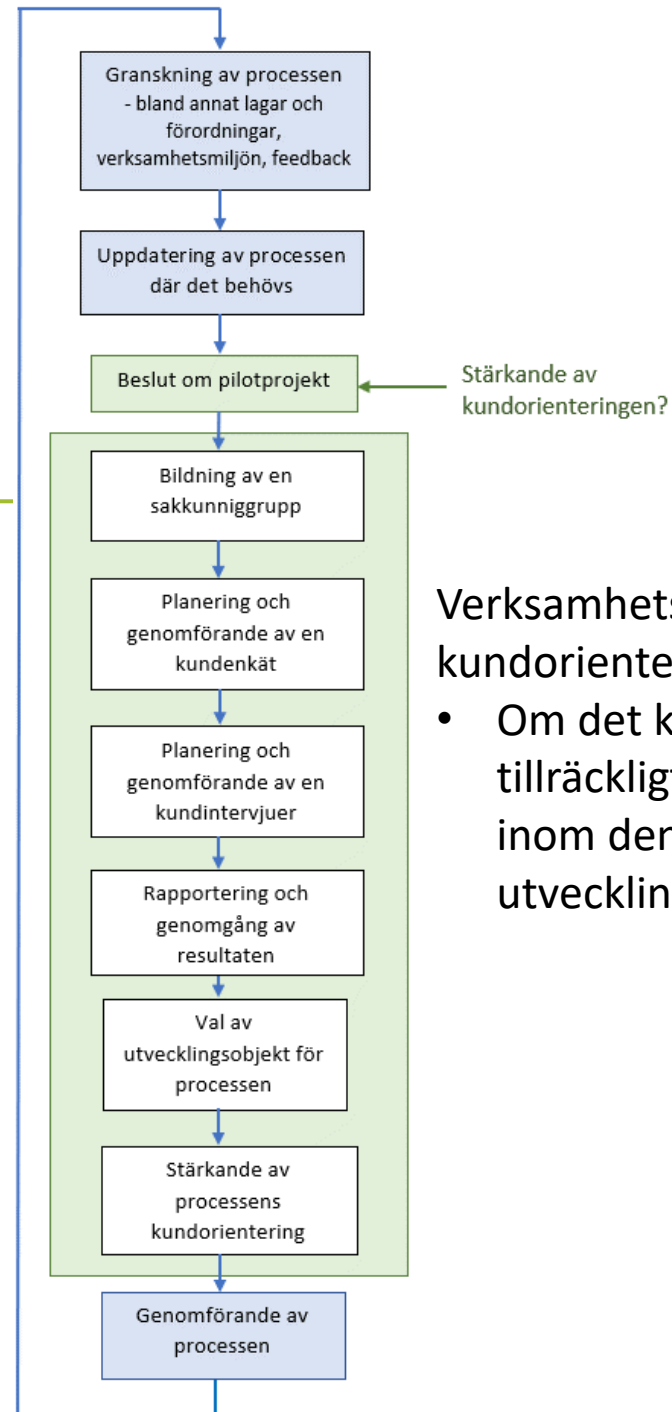 Granskning av processen
- bland annat lagar och
förordningar,
verksamhetsmiljön, feedback
Uppdatering av processen
där det behövs
Beslut om pilotprojekt
Stärkande av
kundorienteringen?
Bildning av en
sakkunniggrupp
Planering och
genomförande av en
kundenkät
Planering och
genomförande av en
kundintervjuer
Rapportering och
genomgång av
resultaten
Val av
utvecklingsobjekt för
processen
Stärkande av
processens
kundorientering
Genomförande av
processen
Verksamhets
kundoriente
• Om det k
tillräckligt
inom den
utvecklin